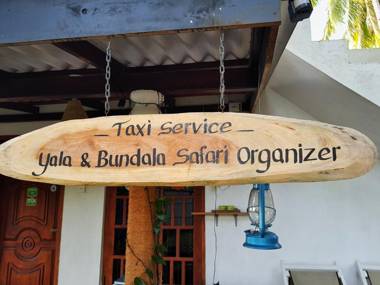 Taxi Service
Yala & Bundala Safari Organizer